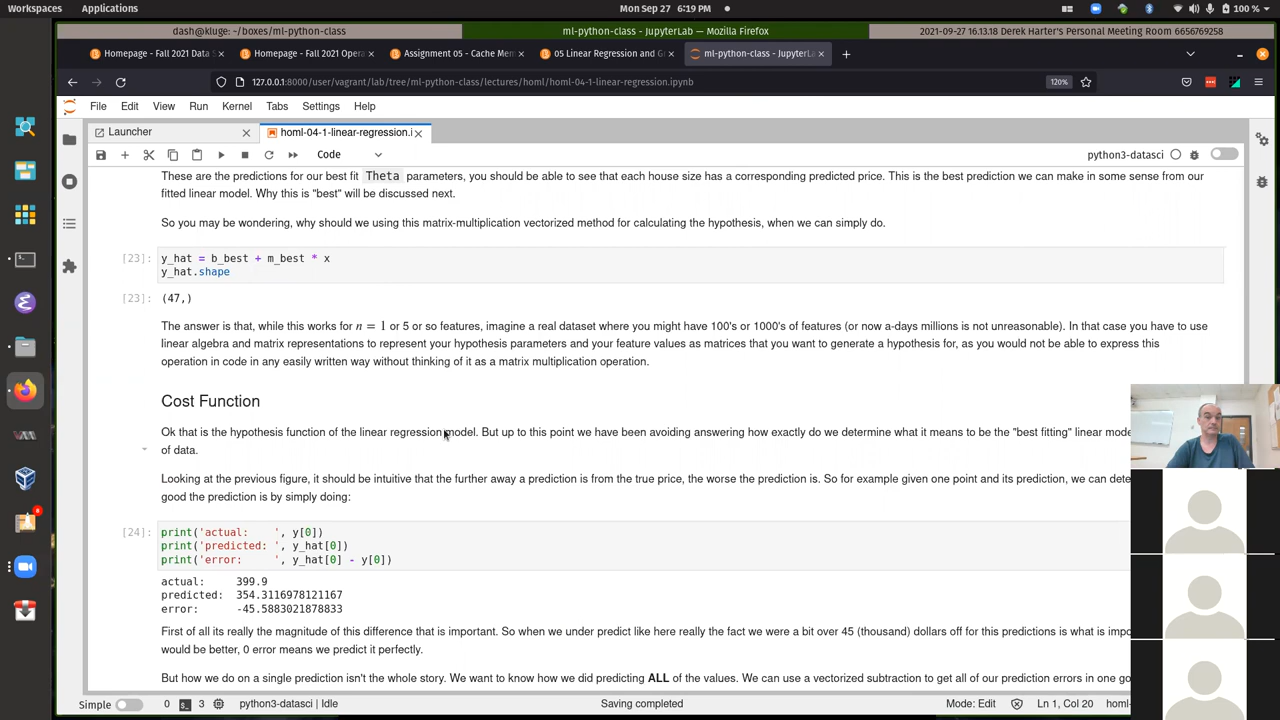 Workspaces Applications Mon Sep 27 6:19 PM 100 %
dash@kluge: ~/boxes/ml-python-class ml-python-class - JupyterLab — Mozilla Firefox 2021-09-27 16.13.18 Derek Harter's Personal Meeting Room 6656769258
Homepage - Fall 2021 Data S Homepage - Fall 2021 Opera Assignment 05 - Cache Mem 05 Linear Regression and G ml-python-class - JupyterLab
127.0.0.1:8000/user/vagrant/lab/tree/ml-python-class/lectures/homl/homl-04-1-linear-regression.ipynb 120%
File Edit View Run Kernel Tabs Settings Help
Launcher homl-04-1-linear-regression.i
Code python3-datasci
These are the predictions for our best fit Theta parameters, you should be able to see that each house size has a corresponding predicted price. This is the best prediction we can make in some sense from our
fitted linear model. Why this is "best" will be discussed next.
So you may be wondering, why should we using this matrix-multiplication vectorized method for calculating the hypothesis, when we can simply do.
[23]: y_hat = b_best + m_best * x
y_hat.shape
[23]: (47,)
The answer is that, while this works for n = 1 or 5 or so features, imagine a real dataset where you might have 100's or 1000's of features (or now a-days millions is not unreasonable). In that case you have to use
linear algebra and matrix representations to represent your hypothesis parameters and your feature values as matrices that you want to generate a hypothesis for, as you would not be able to express this
operation in code in any easily written way without thinking of it as a matrix multiplication operation.
Cost Function
Ok that is the hypothesis function of the linear regression model. But up to this point we have been avoiding answering how exactly do we determine what it means to be the "best fitting" linear mode
of data.
Looking at the previous figure, it should be intuitive that the further away a prediction is from the true price, the worse the prediction is. So for example given one point and its prediction, we can dete
good the prediction is by simply doing:
[24]: print('actual: ', y[0])
print('predicted: ', y_hat[0])
print('error: ', y_hat[0] - y[0])
actual: 399.9
predicted: 354.3116978121167
error: -45.5883021878833
First of all its really the magnitude of this difference that is important. So when we under predict like here really the fact we were a bit over 45 (thousand) dollars off for this predictions is what is impo
would be better, 0 error means we predict it perfectly.
But how we do on a single prediction isn't the whole story. We want to know how we did predicting ALL of the values. We can use a vectorized subtraction to get all of our prediction errors in one go
Simple 0 3 python3-datasci | Idle Saving completed Mode: Edit Ln 1, Col 20 hom